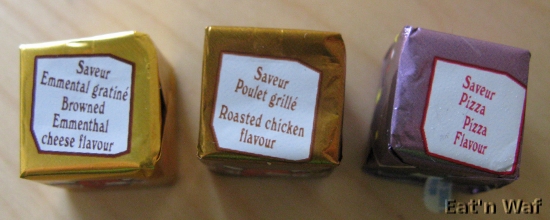 Saveur
Emmental gratiné
Browned
Emmenthal
cheese flavour
Saveur
Poulet grillé
Roasted chicken
flavour
Saveur
Pizza
Pizza
Flavour
Eat'n Waf